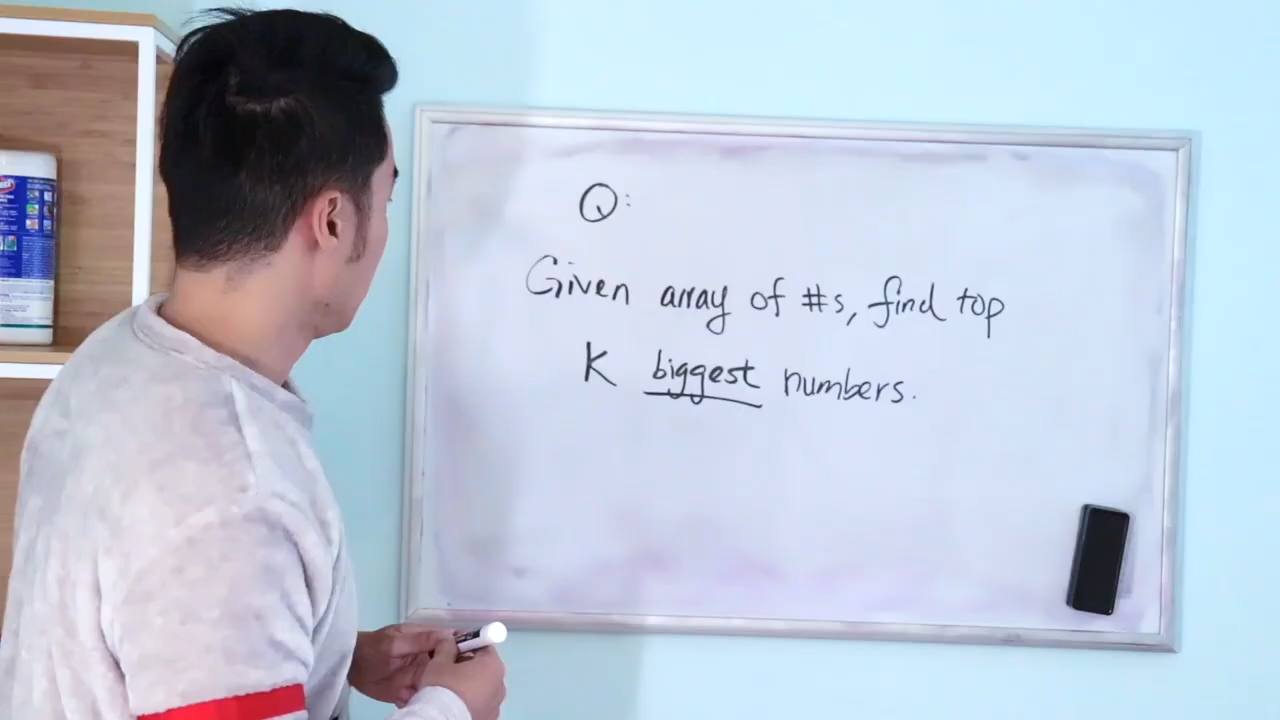 Q:
Given array of #s, find top
K biggest numbers.